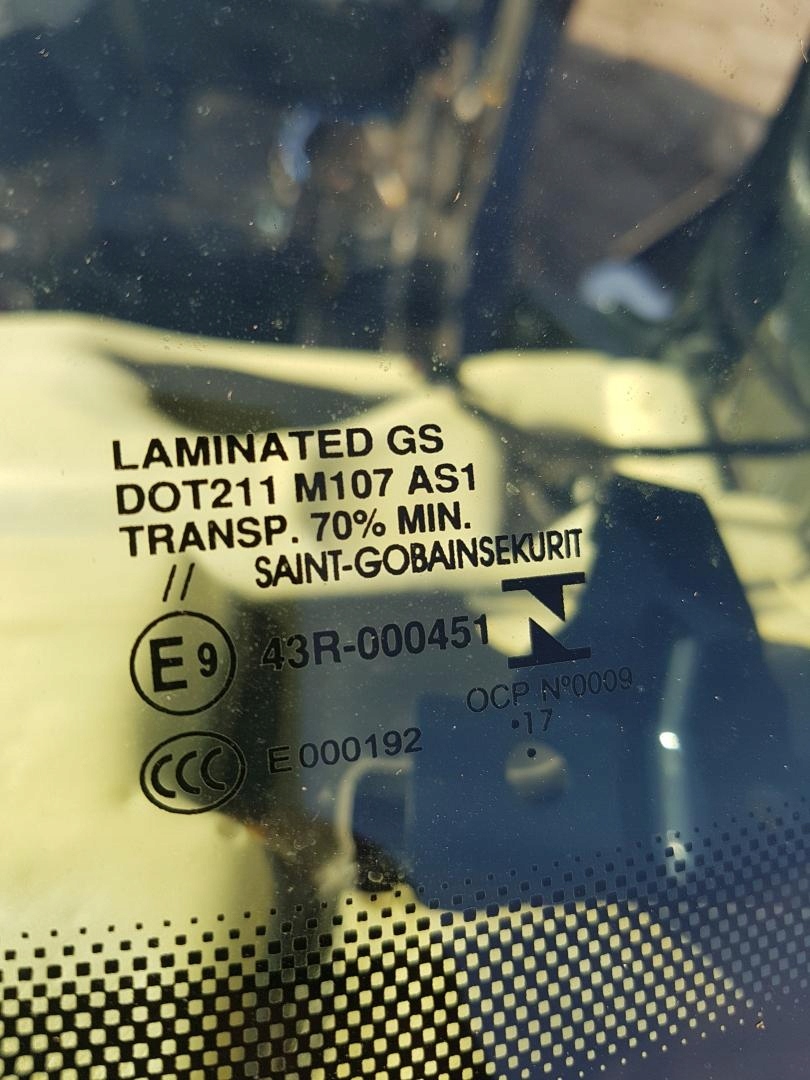 LAMINATED GS
DOT211 M107 AS1
TRANSP. 70% MIN.
SAINT-GOBAINSEKURIT
//
E9 43R-000451
OCP Nº0009
•17
•
CCC E000192